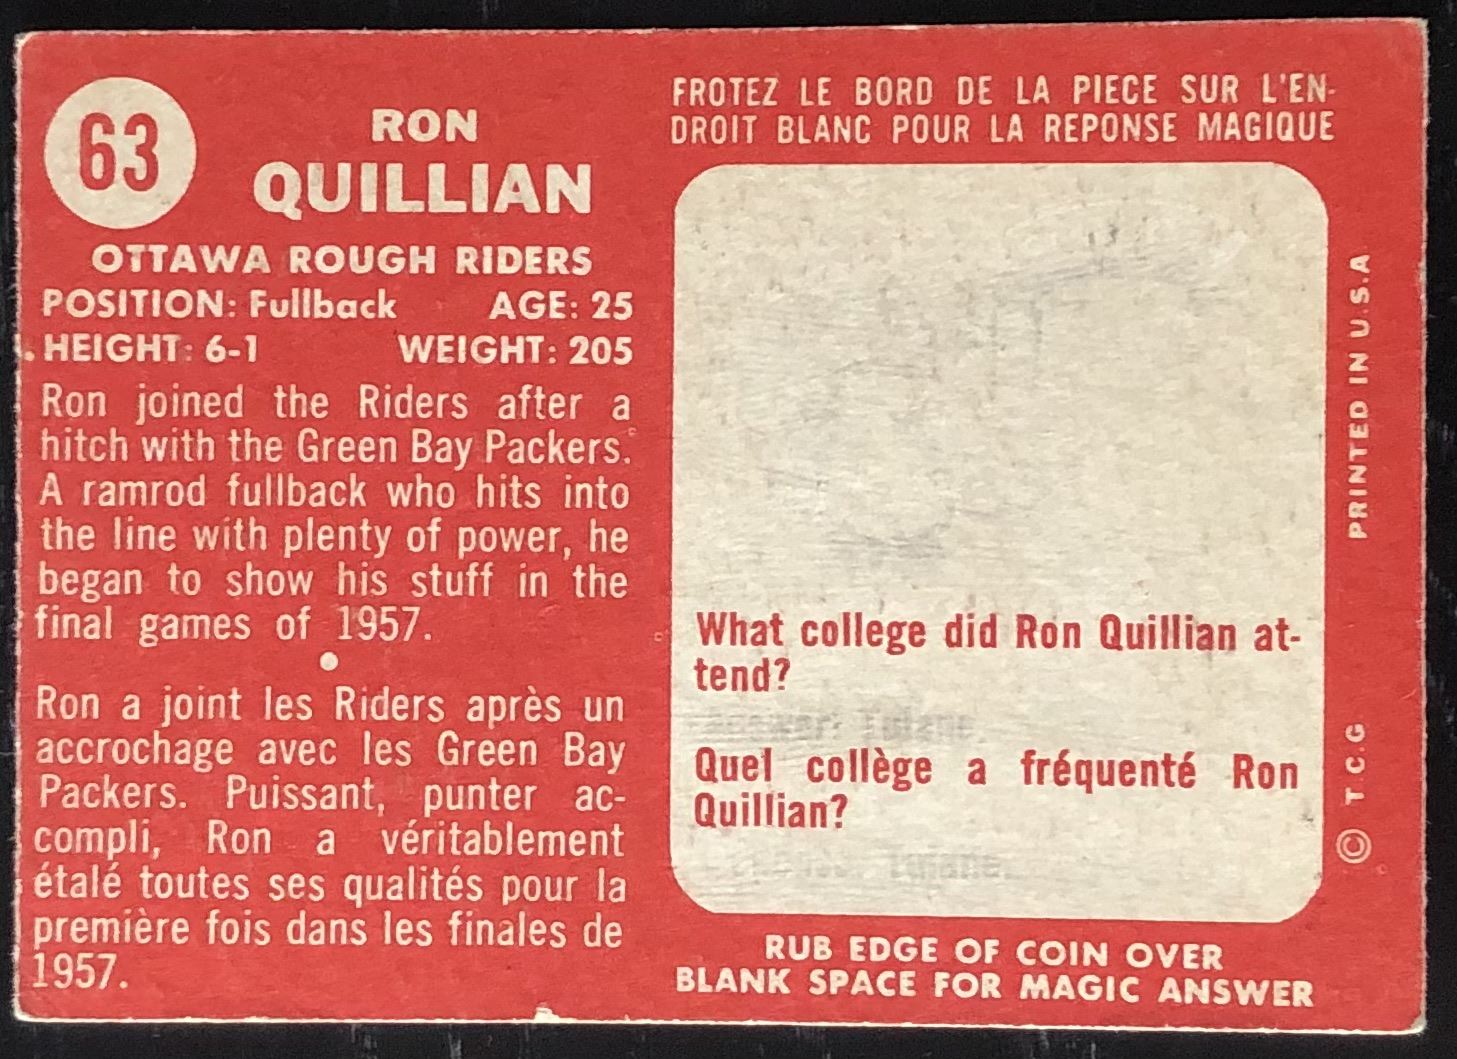 63
RON
QUILLIAN
OTTAWA ROUGH RIDERS
POSITION: Fullback AGE: 25
HEIGHT: 6-1 WEIGHT: 205
Ron joined the Riders after a
hitch with the Green Bay Packers.
A ramrod fullback who hits into
the line with plenty of power, he
began to show his stuff in the
final games of 1957.
Ron a joint les Riders après un
accrochage avec les Green Bay
Packers. Puissant, punter ac-
compli, Ron a véritablement
étalé toutes ses qualités pour la
première fois dans les finales de
1957.
FROTEZ LE BORD DE LA PIECE SUR L'EN-
DROIT BLANC POUR LA REPONSE MAGIQUE
What college did Ron Quillian at-
tend?
Answer: Tulane.
Quel collège a fréquenté Ron
Quillian?
Tulane.
RUB EDGE OF COIN OVER
BLANK SPACE FOR MAGIC ANSWER
© T.C.G PRINTED IN U.S.A